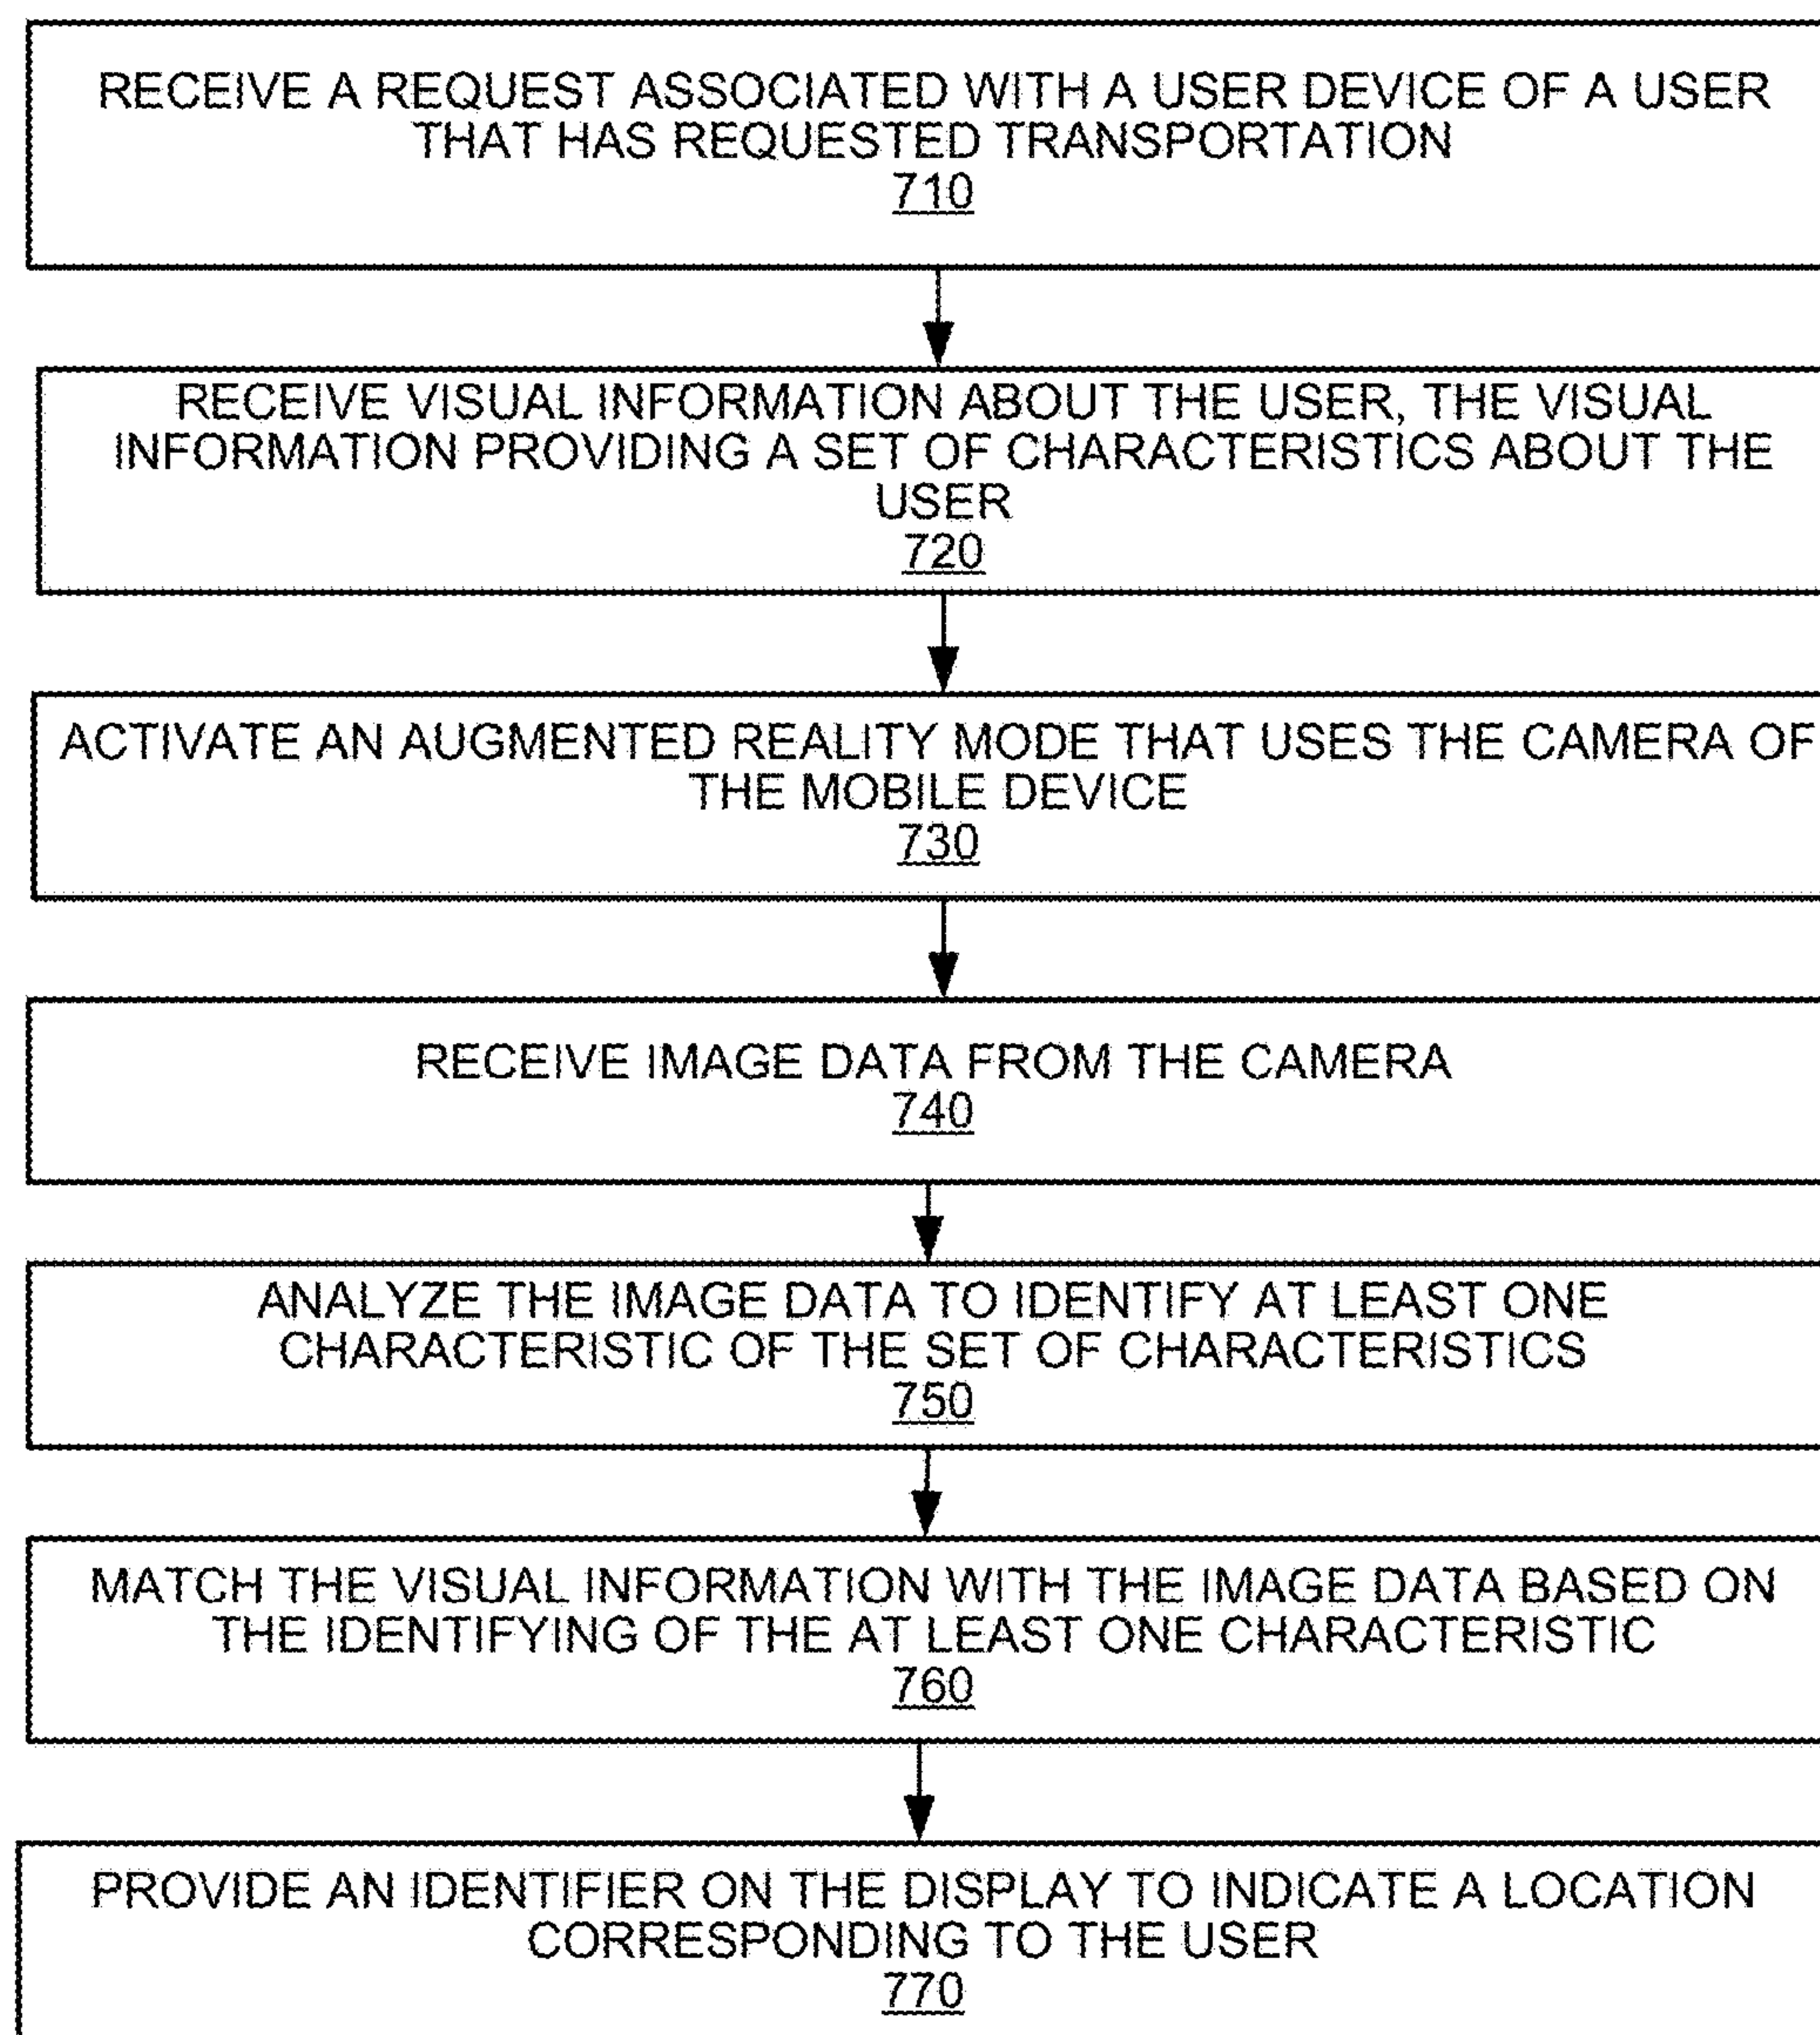 RECEIVE A REQUEST ASSOCIATED WITH A USER DEVICE OF A USER
THAT HAS REQUESTED TRANSPORTATION
710
RECEIVE VISUAL INFORMATION ABOUT THE USER, THE VISUAL
INFORMATION PROVIDING A SET OF CHARACTERISTICS ABOUT THE
USER
720
ACTIVATE AN AUGMENTED REALITY MODE THAT USES THE CAMERA OF
THE MOBILE DEVICE
730
RECEIVE IMAGE DATA FROM THE CAMERA
740
ANALYZE THE IMAGE DATA TO IDENTIFY AT LEAST ONE
CHARACTERISTIC OF THE SET OF CHARACTERISTICS
750
MATCH THE VISUAL INFORMATION WITH THE IMAGE DATA BASED ON
THE IDENTIFYING OF THE AT LEAST ONE CHARACTERISTIC
760
PROVIDE AN IDENTIFIER ON THE DISPLAY TO INDICATE A LOCATION
CORRESPONDING TO THE USER
770